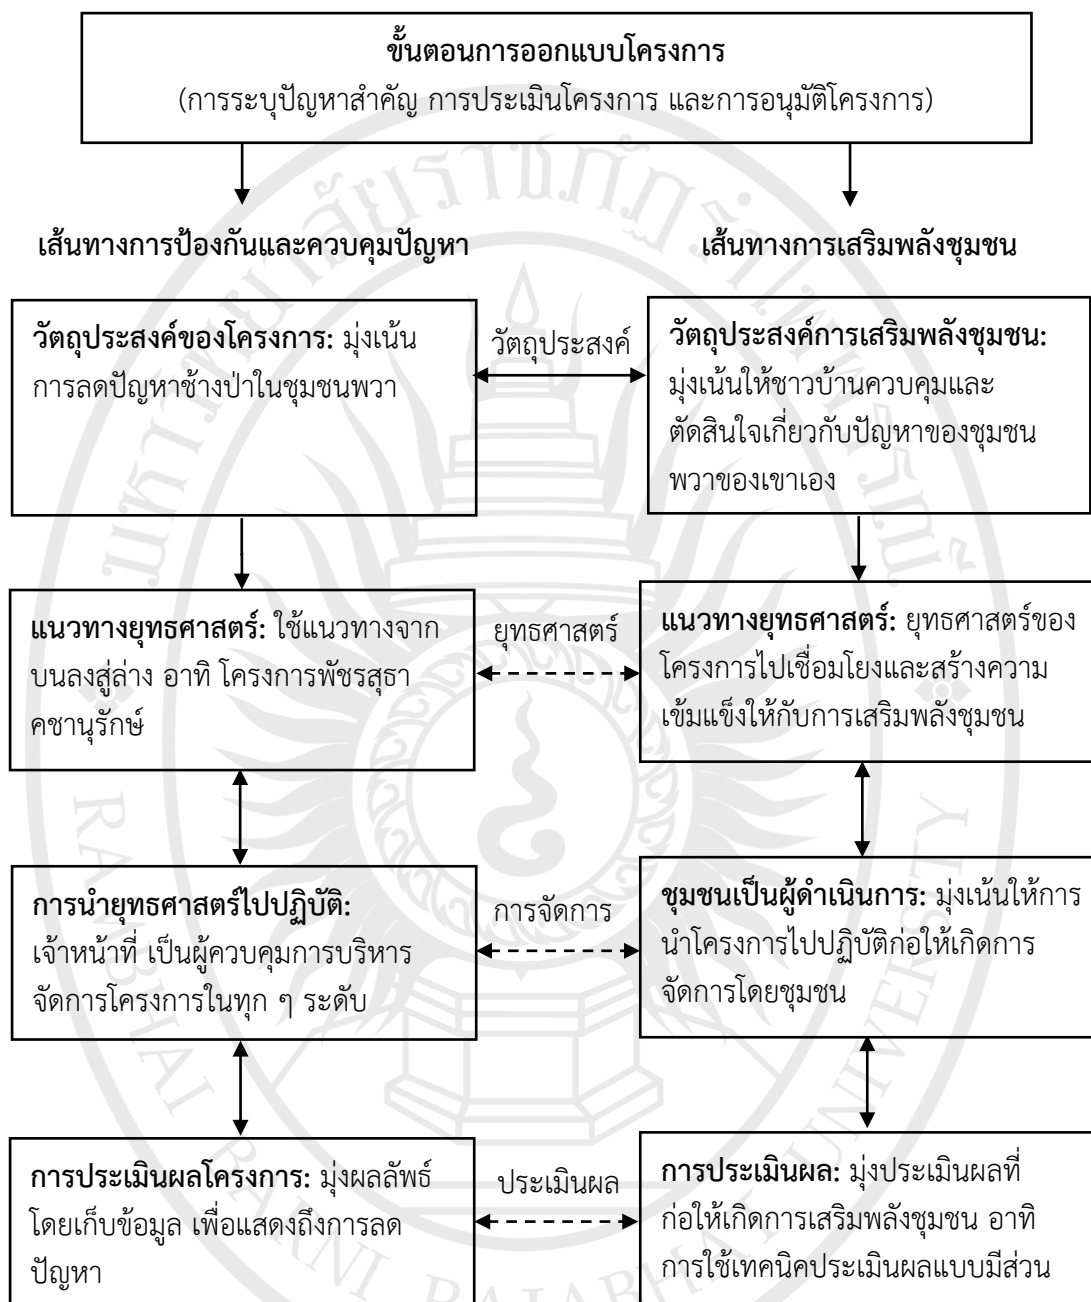 ขั้นตอนการออกแบบโครงการ
(การระบุปัญหาสำคัญ การประเมินโครงการ และการอนุมัติโครงการ)
เส้นทางการป้องกันและควบคุมปัญหา
เส้นทางการเสริมพลังชุมชน
วัตถุประสงค์ของโครงการ: มุ่งเน้น
การลดปัญหาช้างป่าในชุมชนพวา
วัตถุประสงค์
วัตถุประสงค์การเสริมพลังชุมชน:
มุ่งเน้นให้ชาวบ้านควบคุมและ
ตัดสินใจเกี่ยวกับปัญหาของชุมชน
พวาของเขาเอง
แนวทางยุทธศาสตร์: ใช้แนวทางจาก
บนลงสู่ล่าง อาทิ โครงการพัชรสุธา
คชานุรักษ์
ยุทธศาสตร์
แนวทางยุทธศาสตร์: ยุทธศาสตร์ของ
โครงการไปเชื่อมโยงและสร้างความ
เข้มแข็งให้กับการเสริมพลังชุมชน
การนำยุทธศาสตร์ไปปฏิบัติ:
เจ้าหน้าที่ เป็นผู้ควบคุมการบริหาร
จัดการโครงการในทุก ๆ ระดับ
การจัดการ
ชุมชนเป็นผู้ดำเนินการ: มุ่งเน้นให้การ
นำโครงการไปปฏิบัติก่อให้เกิดการ
จัดการโดยชุมชน
การประเมินผลโครงการ: มุ่งผลลัพธ์
โดยเก็บข้อมูล เพื่อแสดงถึงการลด
ปัญหา
ประเมินผล
การประเมินผล: มุ่งประเมินผลที่
ก่อให้เกิดการเสริมพลังชุมชน อาทิ
การใช้เทคนิคประเมินผลแบบมีส่วน
มหาวิทยาลัยราชภัฏรำไพพรรณี
RAMBHAI BARNI RAJABHAT UNIVERSITY